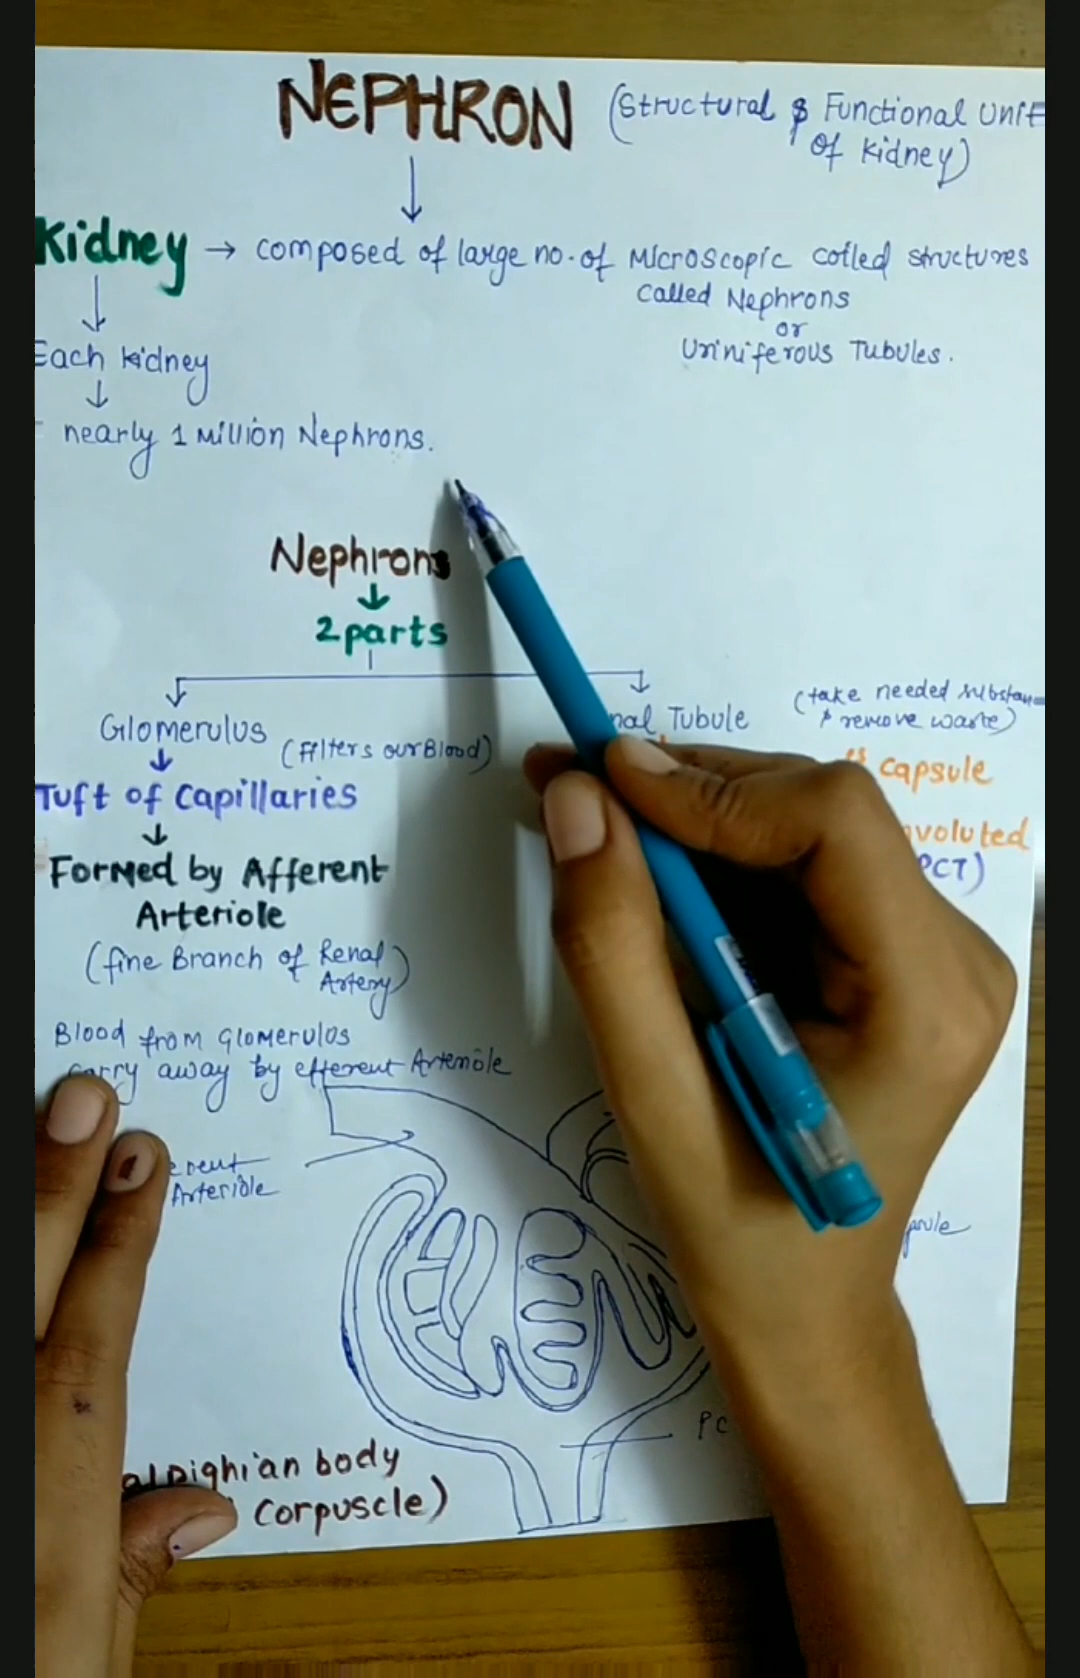 NEPHRON (Structural & Functional Unit
of Kidney)
Kidney → composed of large no. of Microscopic coiled structures
called Nephrons
or
Uriniferous Tubules.
Each kidney
nearly 1 Million Nephrons.
Nephrons
2 parts
Glomerulus
(filters our Blood)
Tubule
(take needed
& remove waste)
Tuft of Capillaries
capsule
Formed by Afferent
Arteriole
PCT)
(fine Branch of Renal
Artery)
Blood from Glomerulus
carry away by efferent Arteriole
Arteriole
PC
body
Corpuscle)